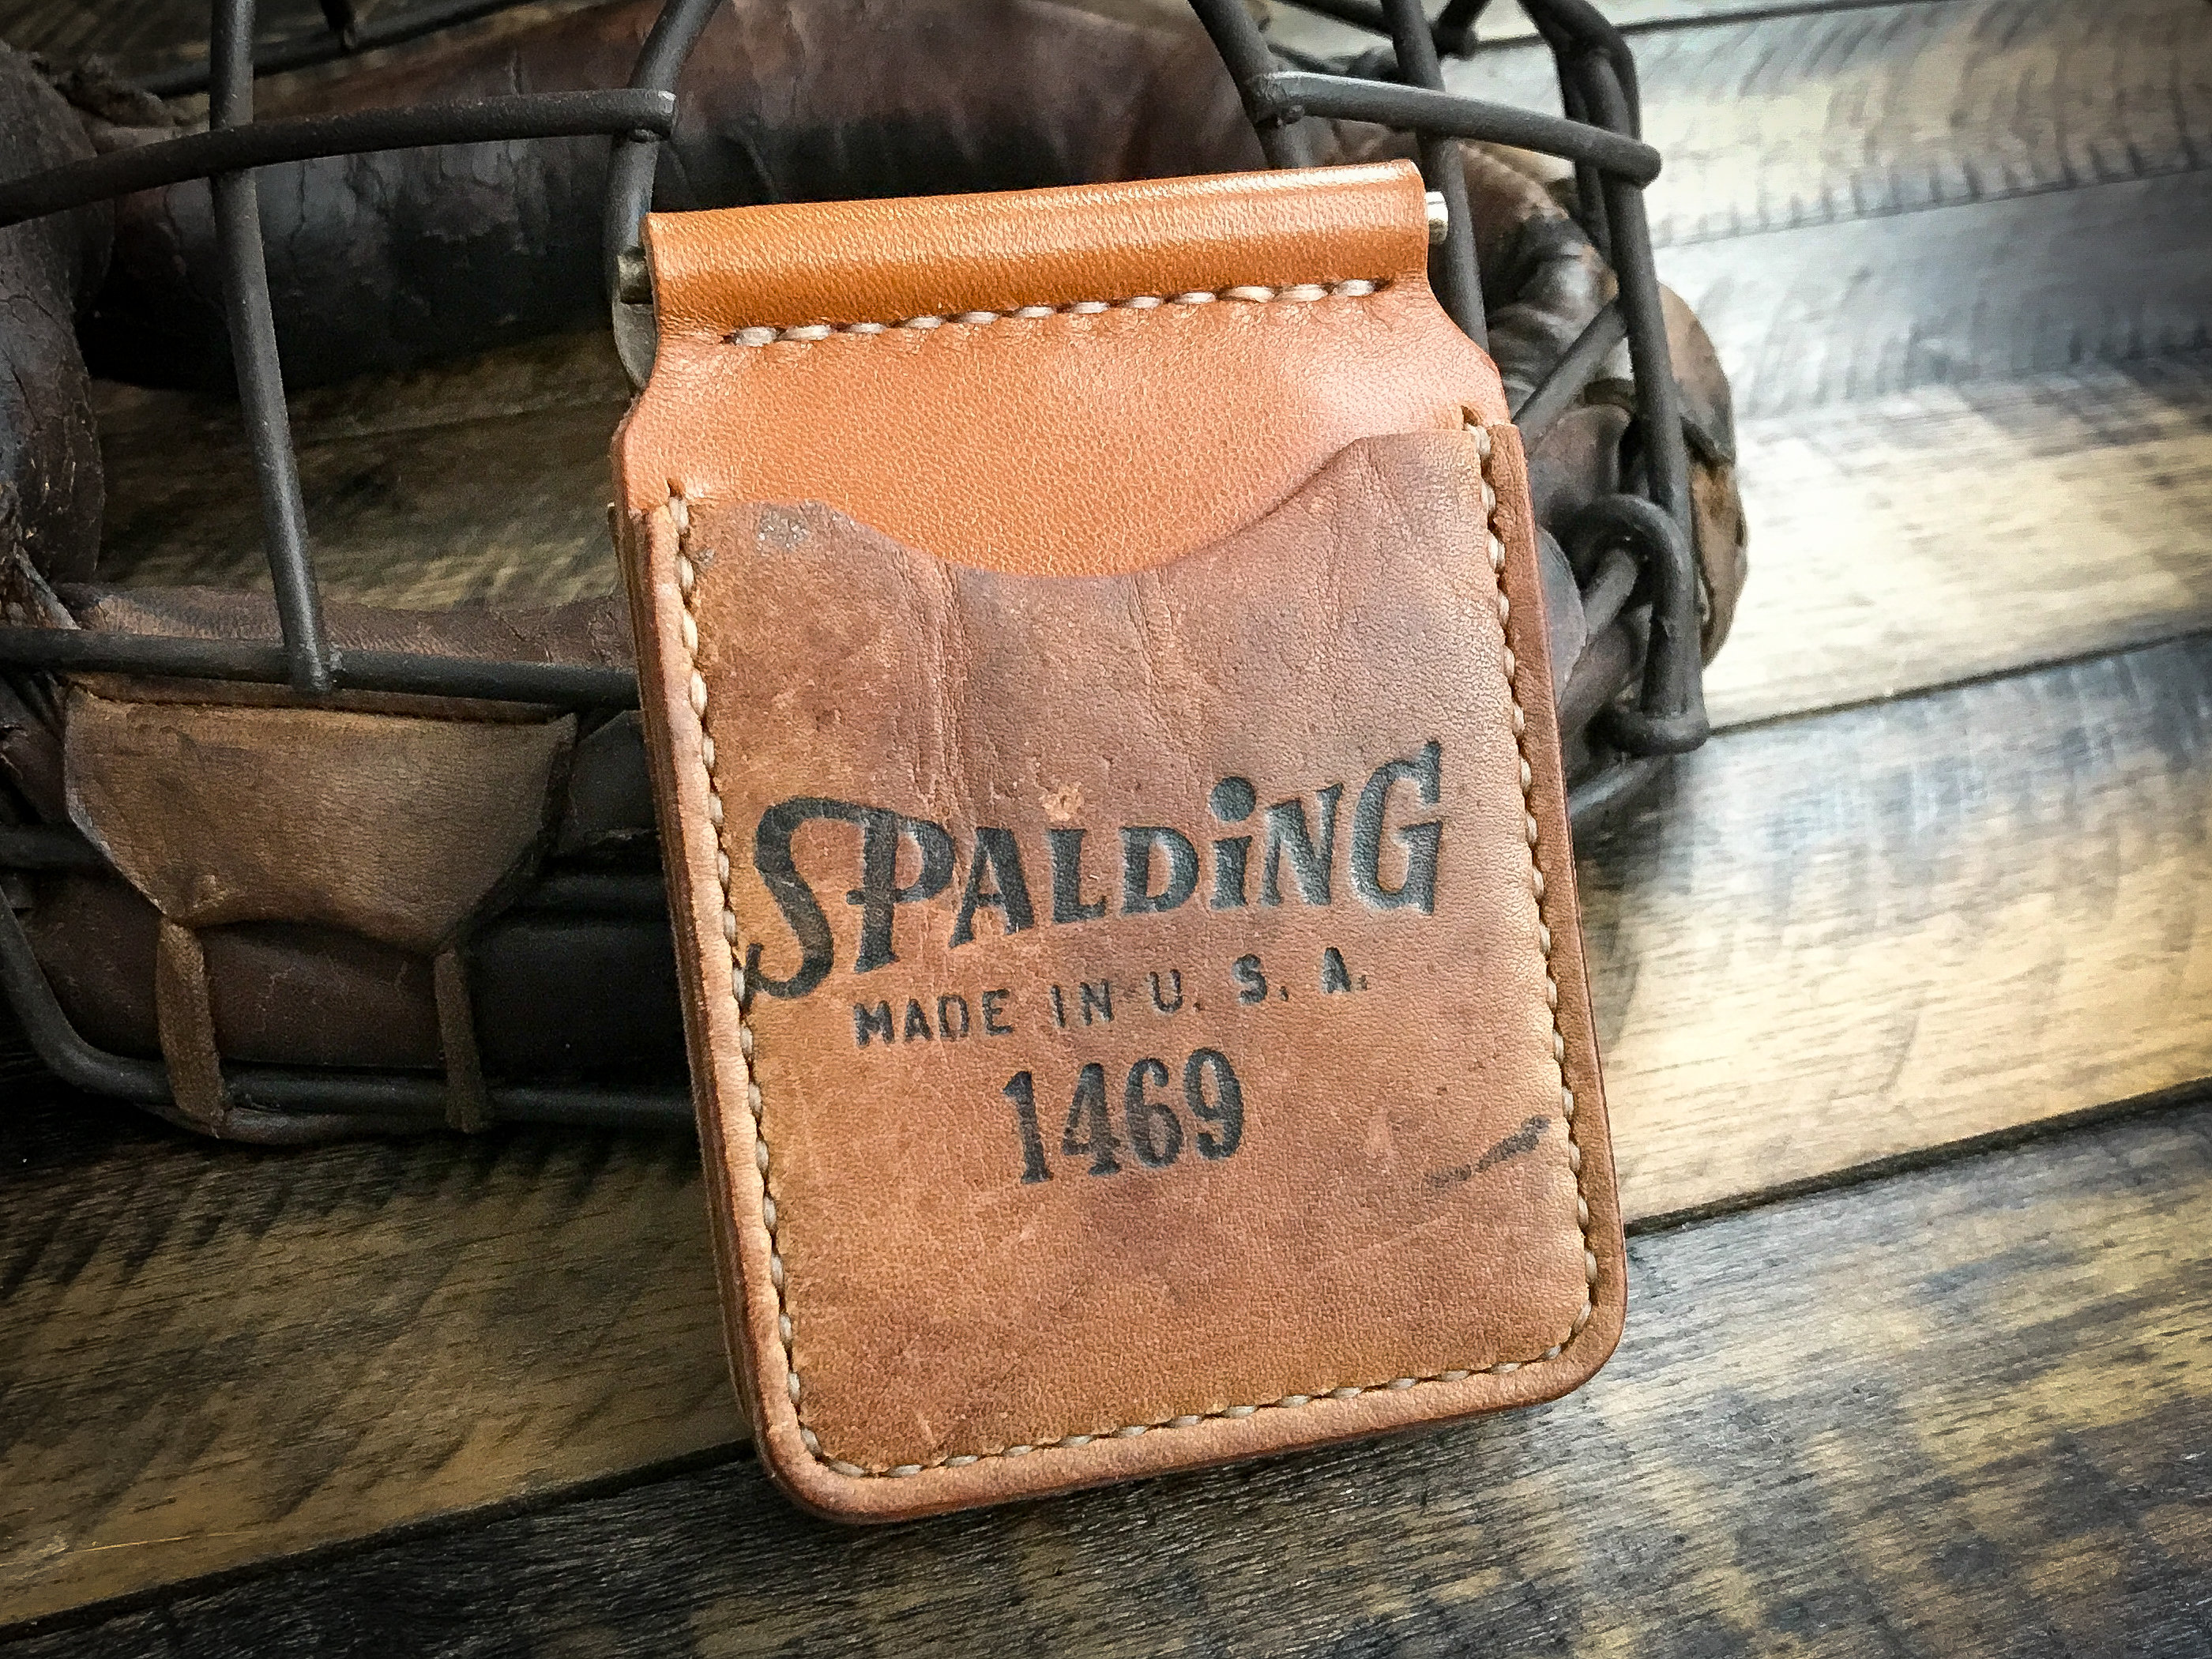 SPALDiNG
MADE IN U. S. A.
1469